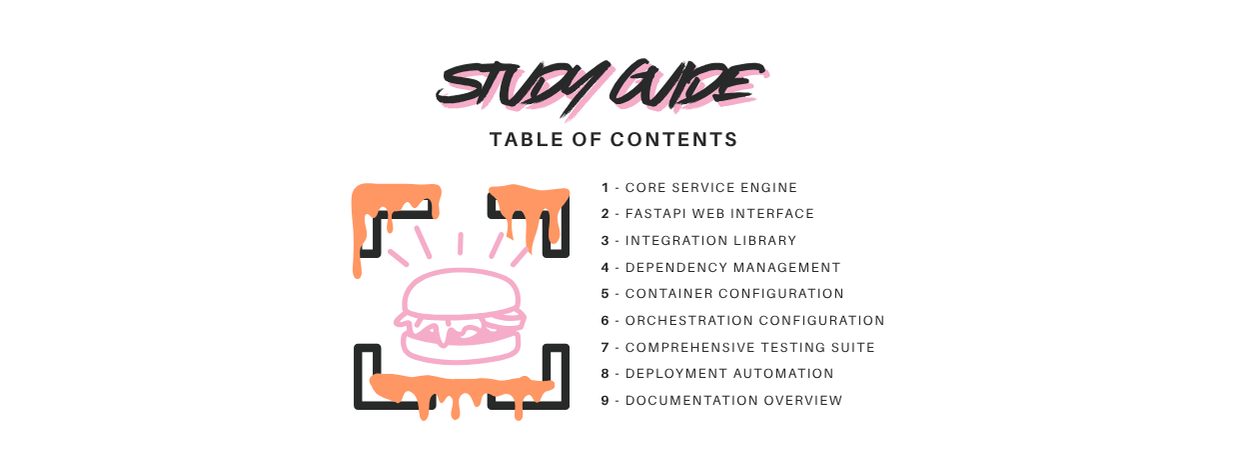 STUDY GUIDE
TABLE OF CONTENTS
1 - CORE SERVICE ENGINE
2 - FASTAPI WEB INTERFACE
3 - INTEGRATION LIBRARY
4 - DEPENDENCY MANAGEMENT
5 - CONTAINER CONFIGURATION
6 - ORCHESTRATION CONFIGURATION
7 - COMPREHENSIVE TESTING SUITE
8 - DEPLOYMENT AUTOMATION
9 - DOCUMENTATION OVERVIEW